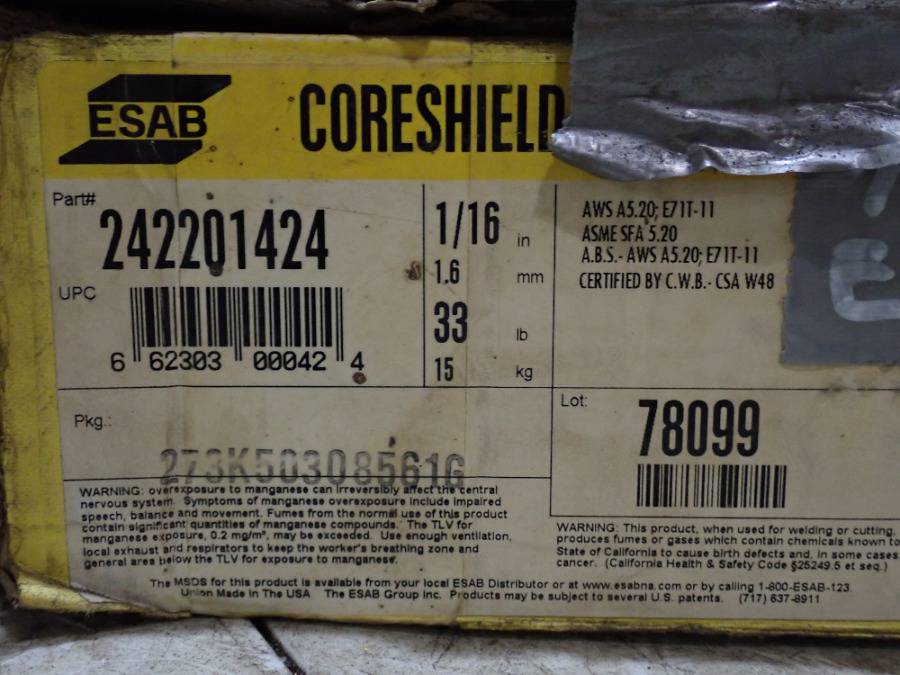 ESAB CORESHIELD
Part#
242201424
1/16 in
1.6 mm
33 lb
15 kg
AWS A5.20; E71T-11
ASME SFA 5.20
A.B.S.- AWS A5.20; E71T-11
CERTIFIED BY C.W.B.- CSA W48
E
UPC
6 62303 00042 4
Pkg.:
273K50308561G
Lot:
78099
WARNING: overexposure to manganese can irreversibly affect the central
nervous system. Symptoms of manganese overexposure include impaired
speech, balance and movement. Fumes from the normal use of this product
contain significant quantities of manganese compounds. The TLV for
manganese exposure, 0.2 mg/m³, may be exceeded. Use enough ventilation,
local exhaust and respirators to keep the worker's breathing zone and
general area below the TLV for exposure to manganese.
WARNING: This product, when used for welding or cutting,
produces fumes or gases which contain chemicals known to
State of California to cause birth defects and, in some cases
cancer. (California Health & Safety Code §25249.5 et seq.)
The MSDS for this product is available from your local ESAB Distributor or at www.esabna.com or by calling 1-800-ESAB-123.
Union Made in The USA The ESAB Group Inc. Products may be subject to several U.S. patents. (717) 637-8911